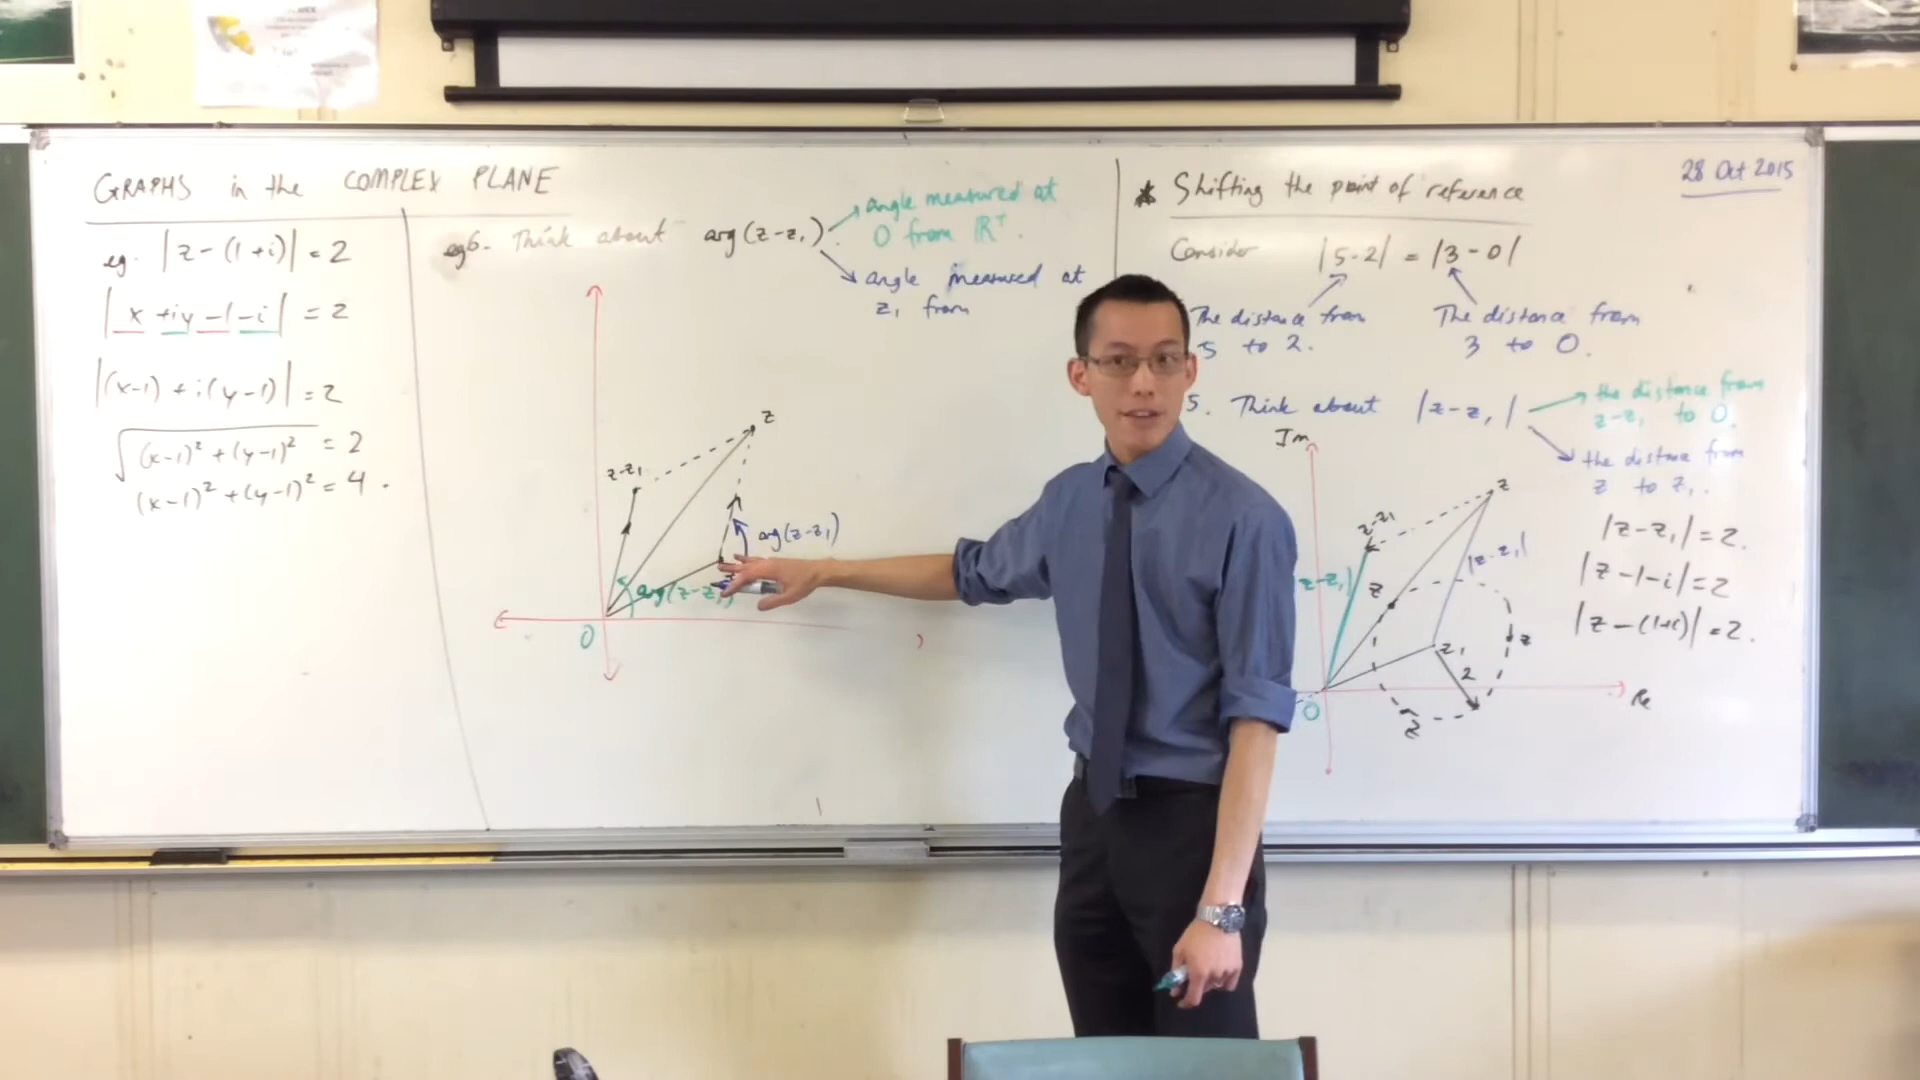 GRAPHS in the COMPLEX PLANE
eg. |z-(1+i)| = 2
|x+iy-1-i| = 2
|(x-1)+i(y-1)| = 2
√(x-1)²+(y-1)² = 2
(x-1)²+(y-1)² = 4.
eg6. Think about arg(z-z₁)
angle measured at
0 from ℝ⁺.
angle measured at
z₁ from
z
z-z₁
arg(z-z₁)
arg(z-z₁)
0
* Shifting the point of reference
28 Oct 2015
Consider |5-2| = |3-0|
The distance from
5 to 2.
The distance from
3 to 0.
5. Think about |z-z₁|
the distance from
z-z₁ to 0.
the distance from
z to z₁.
Im
z
z-z₁
|z-z₁|
z-z₁|
z
z₁
2
z
z
0
Re
|z-z₁| = 2.
|z-1-i| = 2
|z-(1+i)| = 2.